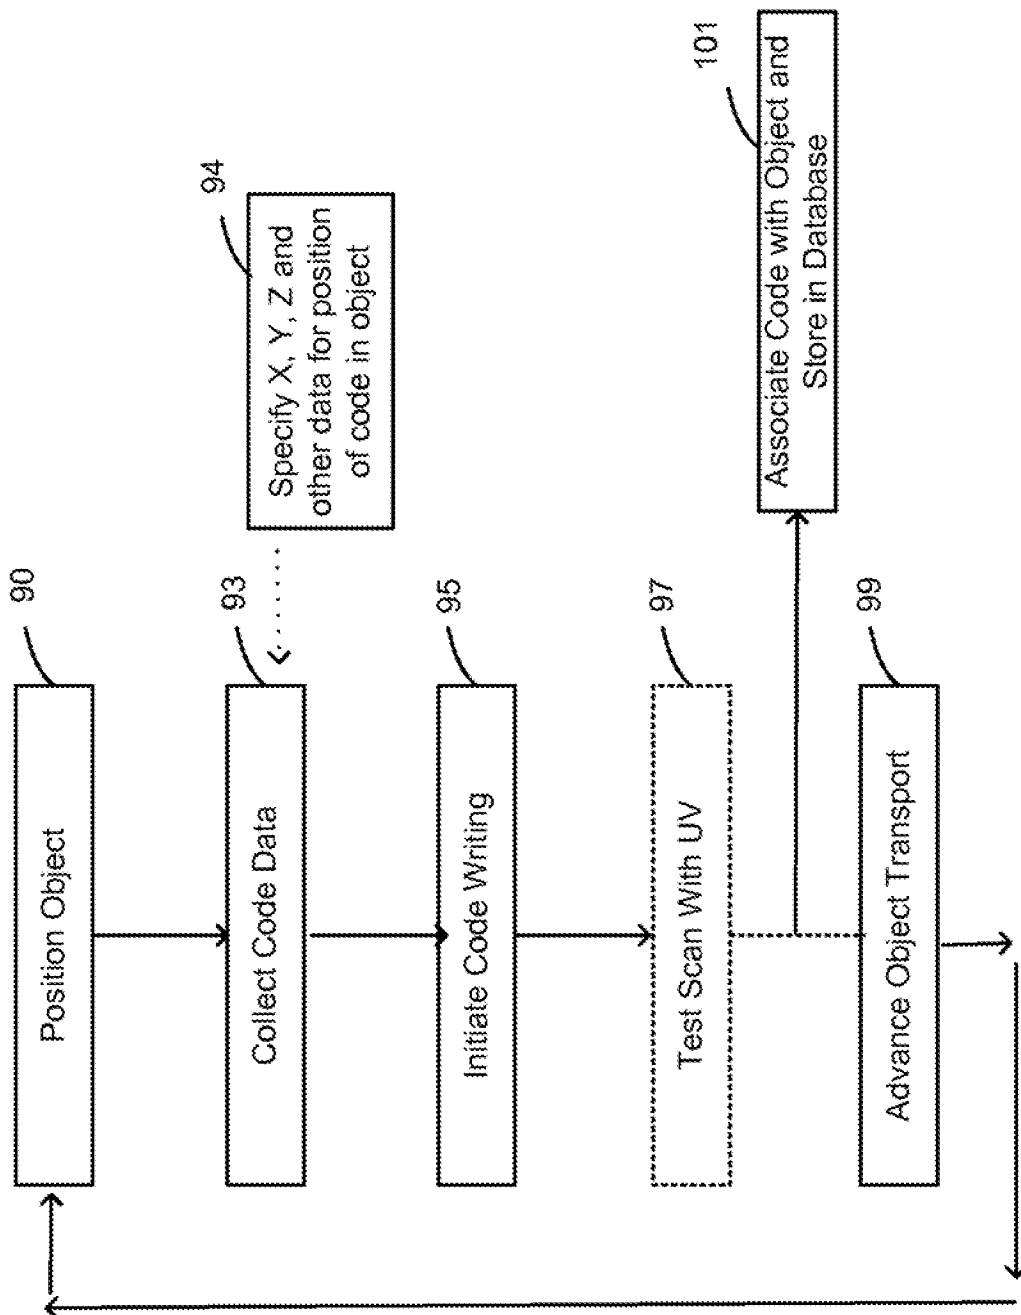 90
Position Object
93
Collect Code Data
94
Specify X, Y, Z and
other data for position
of code in object
95
Initiate Code Writing
97
Test Scan With UV
101
Associate Code with Object and
Store in Database
99
Advance Object Transport